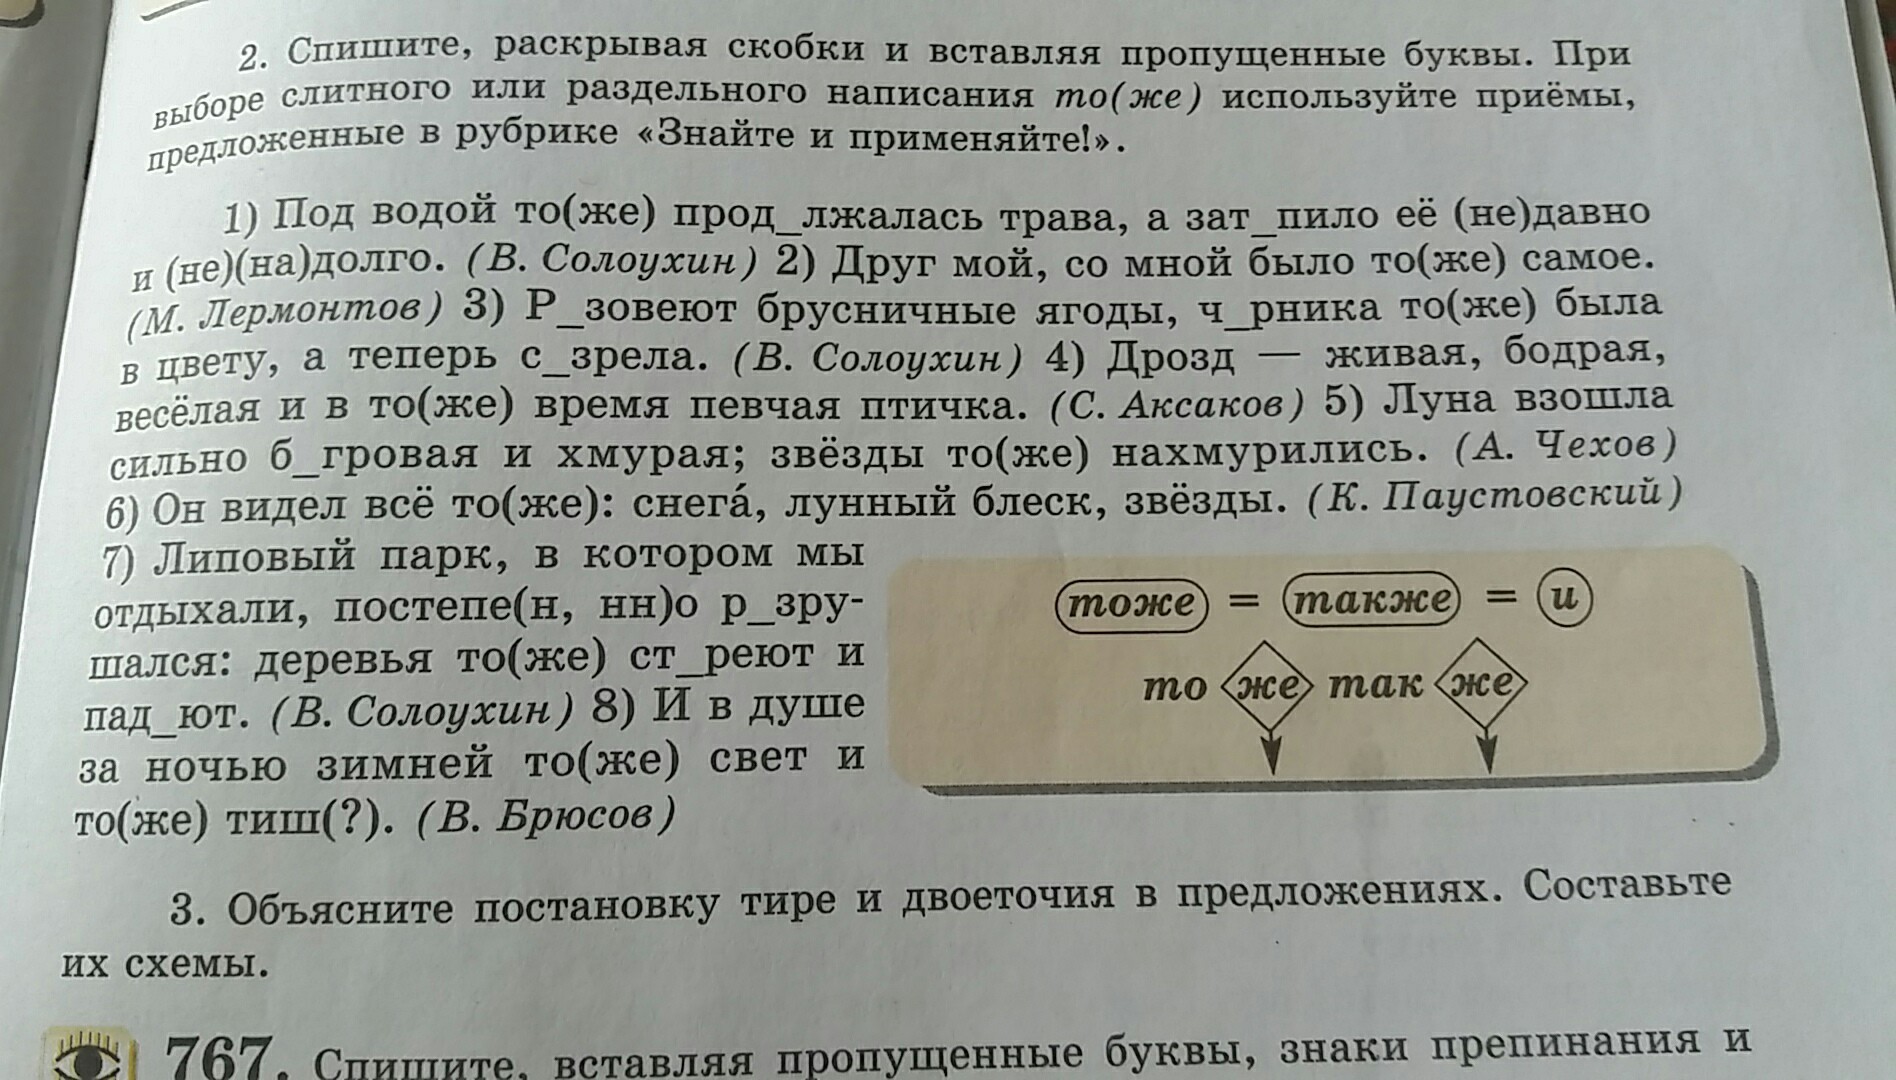 2. Спишите, раскрывая скобки и вставляя пропущенные буквы. При
выборе слитного или раздельного написания то(же) используйте приёмы,
предложенные в рубрике «Знайте и применяйте!».
1) Под водой то(же) прод_лжалась трава, а зат_пило её (не)давно
и (не)(на)долго. (В. Солоухин) 2) Друг мой, со мной было то(же) самое.
(М. Лермонтов) 3) Р_зовеют брусничные ягоды, ч_рника то(же) была
в цвету, а теперь с_зрела. (В. Солоухин) 4) Дрозд — живая, бодрая,
весёлая и в то(же) время певчая птичка. (С. Аксаков) 5) Луна взошла
сильно б_гровая и хмурая; звёзды то(же) нахмурились. (А. Чехов)
6) Он видел всё то(же): снега́, лунный блеск, звёзды. (К. Паустовский)
7) Липовый парк, в котором мы
отдыхали, постепе(н, нн)о р_зру-
шался: деревья то(же) ст_реют и
пад_ют. (В. Солоухин) 8) И в душе
за ночью зимней то(же) свет и
то(же) тиш(?). (В. Брюсов)
тоже = также = и
то же так же
3. Объясните постановку тире и двоеточия в предложениях. Составьте
их схемы.
767. Спишите, вставляя пропущенные буквы, знаки препинания и